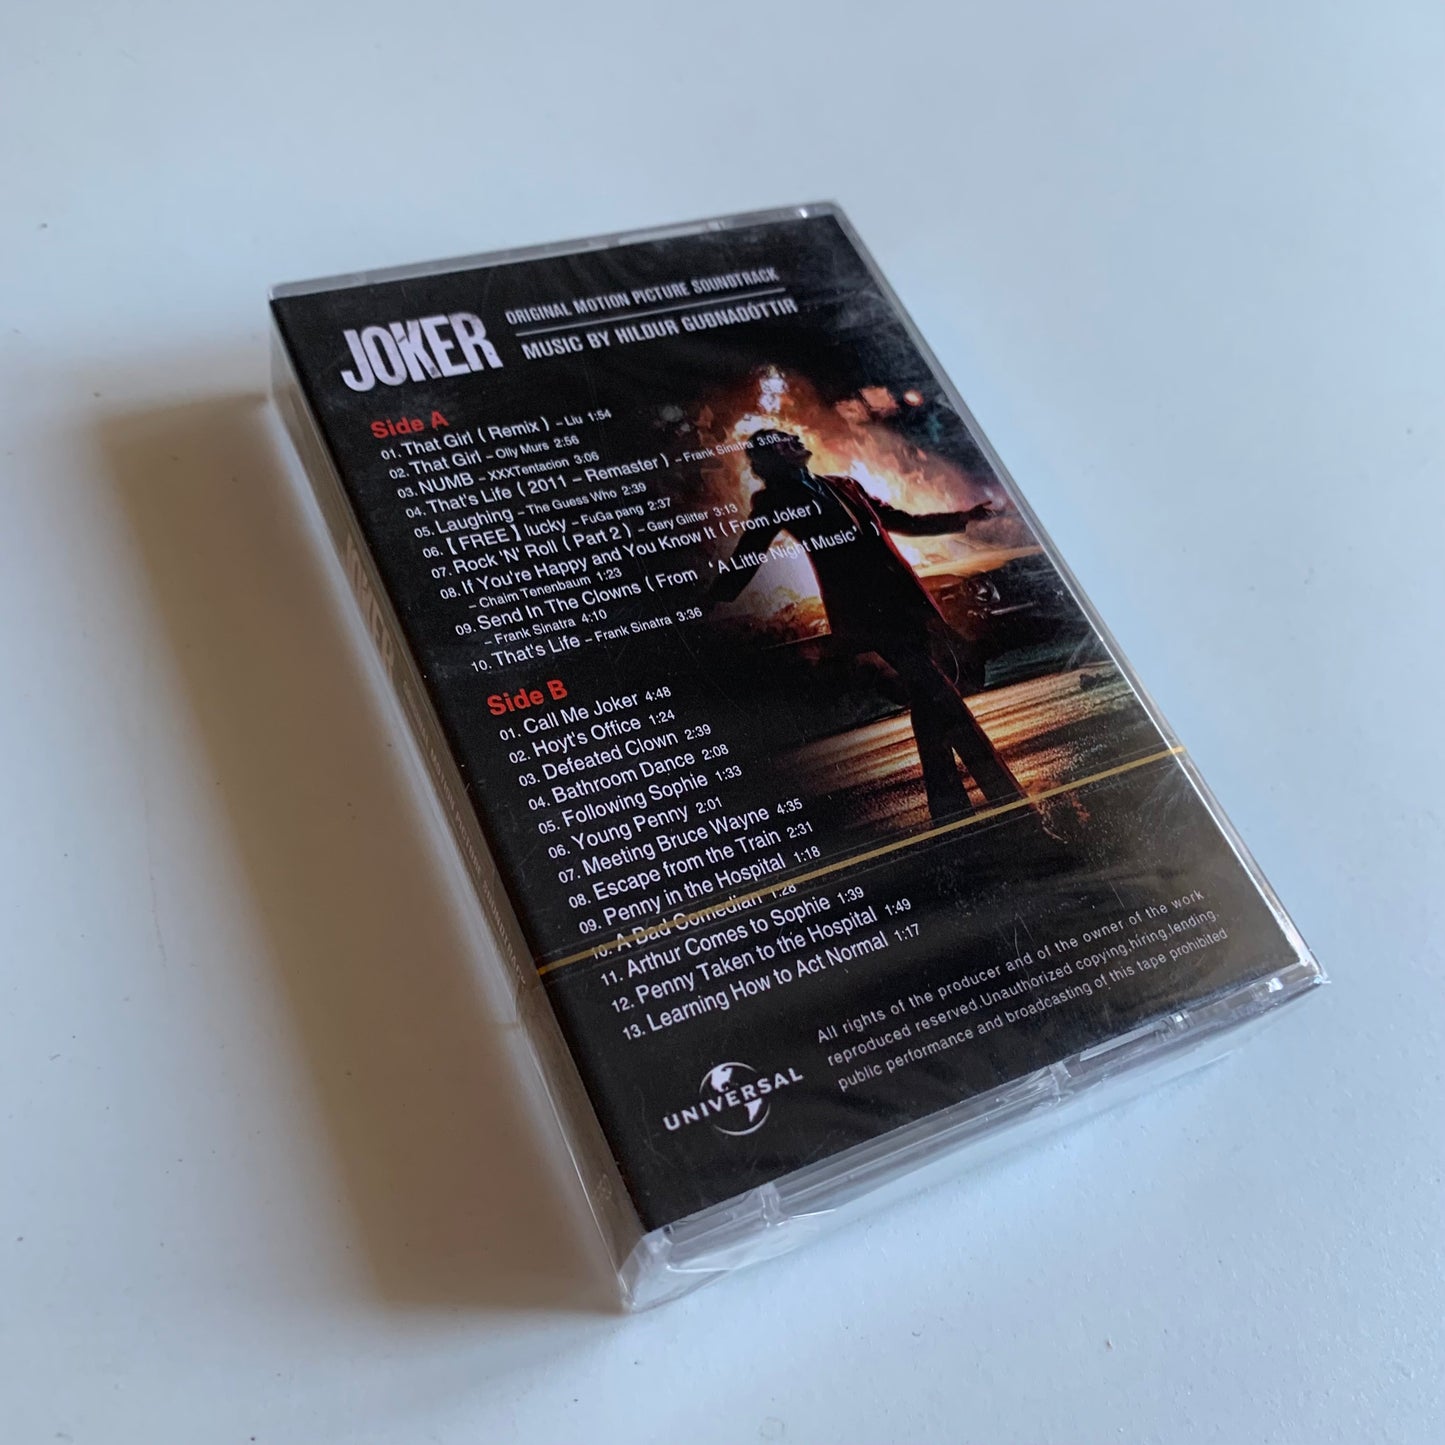 JOKER
ORIGINAL MOTION PICTURE SOUNDTRACK
MUSIC BY HILDUR GUÐNADÓTTIR
Side A
01. That Girl ( Remix ) – Liu 1:54
02. That Girl – Olly Murs 2:56
03. NUMB – XXXTentacion 3:06
04. That's Life ( 2011 – Remaster ) – Frank Sinatra 3:06
05. Laughing – The Guess Who 2:39
06. 【 FREE 】 lucky – FuGa pang 2:37
07. Rock 'N' Roll ( Part 2 ) – Gary Glitter 3:13
08. If You're Happy and You Know It ( From Joker )
– Chaim Tenenbaum 1:23
09. Send In The Clowns ( From ‘ A Little Night Music’ )
– Frank Sinatra 4:10
10. That's Life – Frank Sinatra 3:36
Side B
01. Call Me Joker 4:48
02. Hoyt's Office 1:24
03. Defeated Clown 2:39
04. Bathroom Dance 2:08
05. Following Sophie 1:33
06. Young Penny 2:01
07. Meeting Bruce Wayne 4:35
08. Escape from the Train 2:31
09. Penny in the Hospital 1:18
10. A Bad Comedian 1:28
11. Arthur Comes to Sophie 1:39
12. Penny Taken to the Hospital 1:49
13. Learning How to Act Normal 1:17
All rights of the producer and of the owner of the work
reproduced reserved.Unauthorized copying,hiring,lending,
public performance and broadcasting of this tape prohibited
UNIVERSAL
JOKER
ORIGINAL MOTION PICTURE SOUNDTRACK